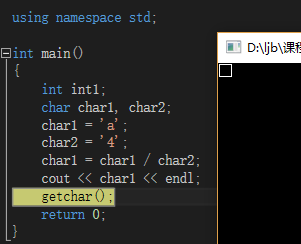 using namespace std;
int main()
{
int int1;
char char1, char2;
char1 = 'a';
char2 = '4';
char1 = char1 / char2;
cout << char1 << endl;
getchar();
return 0;
}
D:\ljb\课程